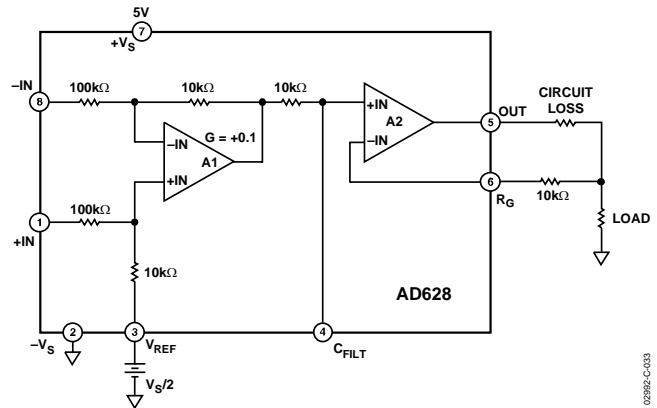 5V
+VS
7
–IN
8
100kΩ
10kΩ
10kΩ
G = +0.1
–IN
A1
+IN
+IN
A2
–IN
OUT
5
CIRCUIT
LOSS
6
RG
10kΩ
LOAD
1
+IN
100kΩ
10kΩ
AD628
2
–VS
3
VREF
4
CFILT
VS/2
02992-C-033